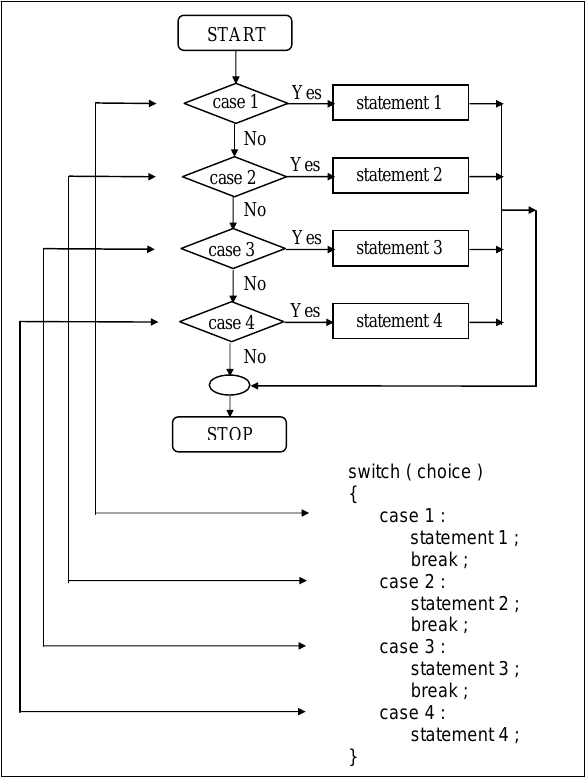 START
case 1
Yes
statement 1
No
case 2
Yes
statement 2
No
case 3
Yes
statement 3
No
case 4
Yes
statement 4
No
STOP
switch ( choice )
{
case 1 :
statement 1 ;
break ;
case 2 :
statement 2 ;
break ;
case 3 :
statement 3 ;
break ;
case 4 :
statement 4 ;
}